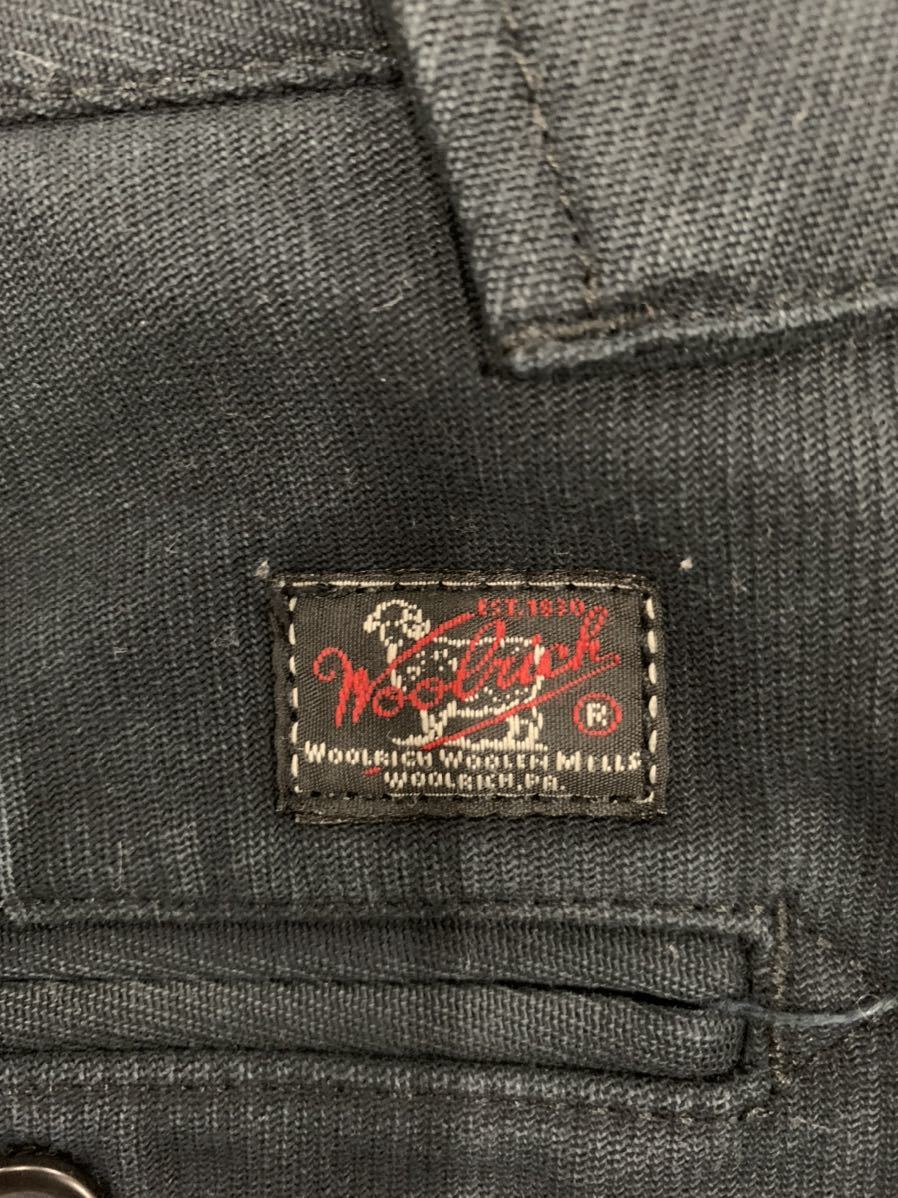 EST. 1830
Woolrich
R
WOOLRICH WOOLEN MILLS
WOOLRICH, PA.